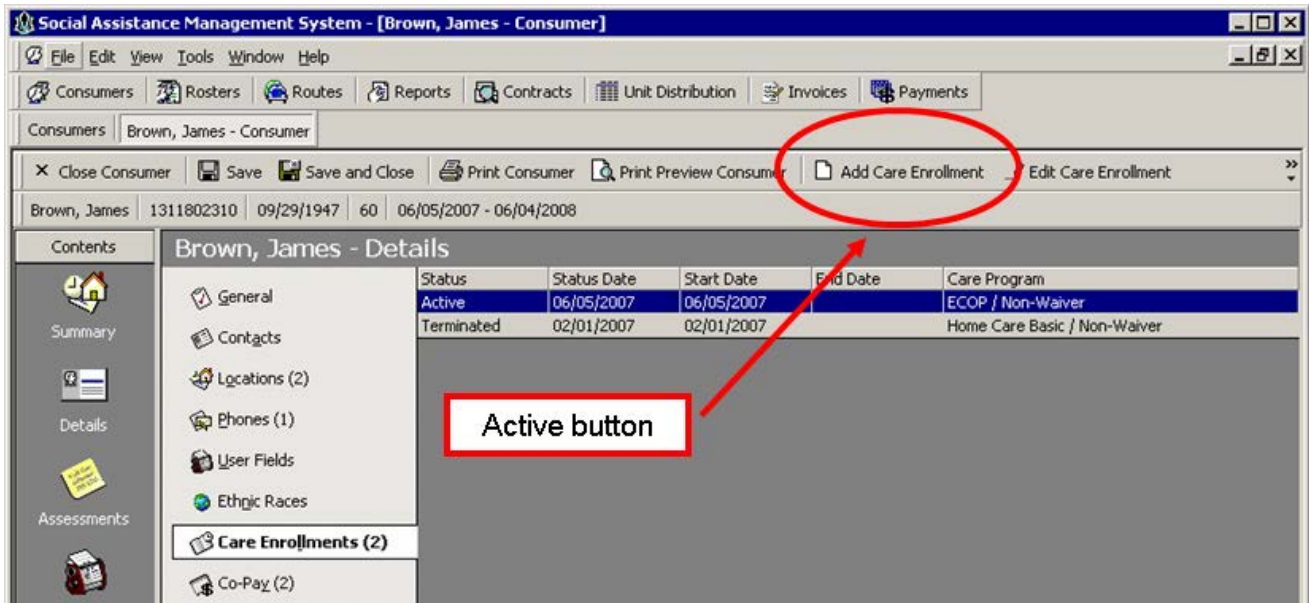 Social Assistance Management System - [Brown, James - Consumer]
File Edit View Tools Window Help
Consumers Rosters Routes Reports Contracts Unit Distribution Invoices Payments
Consumers Brown, James - Consumer
Close Consumer Save Save and Close Print Consumer Print Preview Consumer Add Care Enrollment Edit Care Enrollment
Brown, James 1311802310 09/29/1947 60 06/05/2007 - 06/04/2008
Contents
Summary
Details
Assessments
Brown, James - Details
General
Contacts
Locations (2)
Phones (1)
User Fields
Ethnic Races
Care Enrollments (2)
Co-Pay (2)
Status Status Date Start Date End Date Care Program
Active 06/05/2007 06/05/2007 ECOP / Non-Waiver
Terminated 02/01/2007 02/01/2007 Home Care Basic / Non-Waiver
Active button